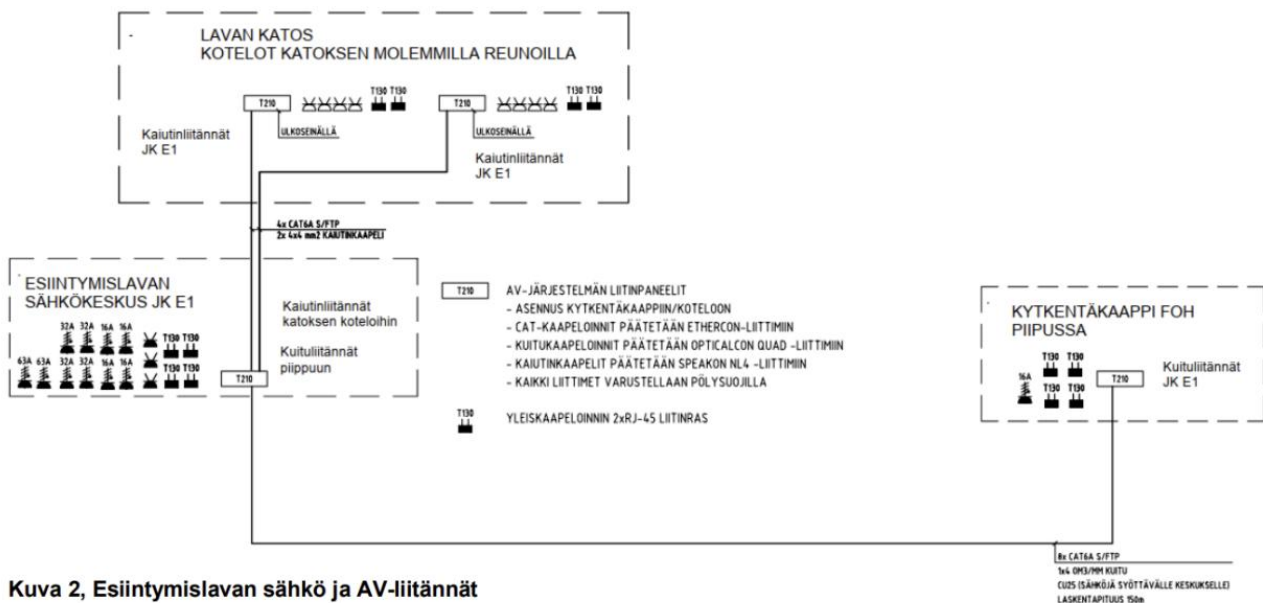 LAVAN KATOS
KOTELOT KATOKSEN MOLEMMILLA REUNOILLA
T210
T130 T130
T210
T130 T130
ULKOSEINÄLLÄ
ULKOSEINÄLLÄ
Kaiutinliitännät
JK E1
Kaiutinliitännät
JK E1
4x CAT6A S/FTP
2x 4x4 mm2 KAIUTINKAAPELI
ESIINTYMISLAVAN
SÄHKÖKESKUS JK E1
32A 32A 16A 16A T130 T130
63A 63A 32A 32A 16A 16A T130 T130
T210
Kaiutinliitännät
katoksen koteloihin
Kuituliitännät
piippuun
T210 AV-JÄRJESTELMÄN LIITINPANEELIT
- ASENNUS KYTKENTÄKAAPPIIN/KOTELOON
- CAT-KAAPELOINNIT PÄÄTETÄÄN ETHERCON-LIITTIMIIN
- KUITUKAAPELOINNIT PÄÄTETÄÄN OPTICALCON QUAD -LIITTIMIIN
- KAIUTINKAAPELIT PÄÄTETÄÄN SPEAKON NL4 -LIITTIMIIN
- KAIKKI LIITTIMET VARUSTELLAAN PÖLYSUOJILLA
T130 YLEISKAAPELOINNIN 2xRJ-45 LIITINRAS
KYTKENTÄKAAPPI FOH
PIIPUSSA
T130 T130
16A T130 T130
T210
Kuituliitännät
JK E1
8x CAT6A S/FTP
1x4 OM3/MM KUITU
CU25 (SÄHKÖJÄ SYÖTTÄVÄLLE KESKUKSELLE)
LASKENTAPITUUS 150m
Kuva 2, Esiintymislavan sähkö ja AV-liitännät